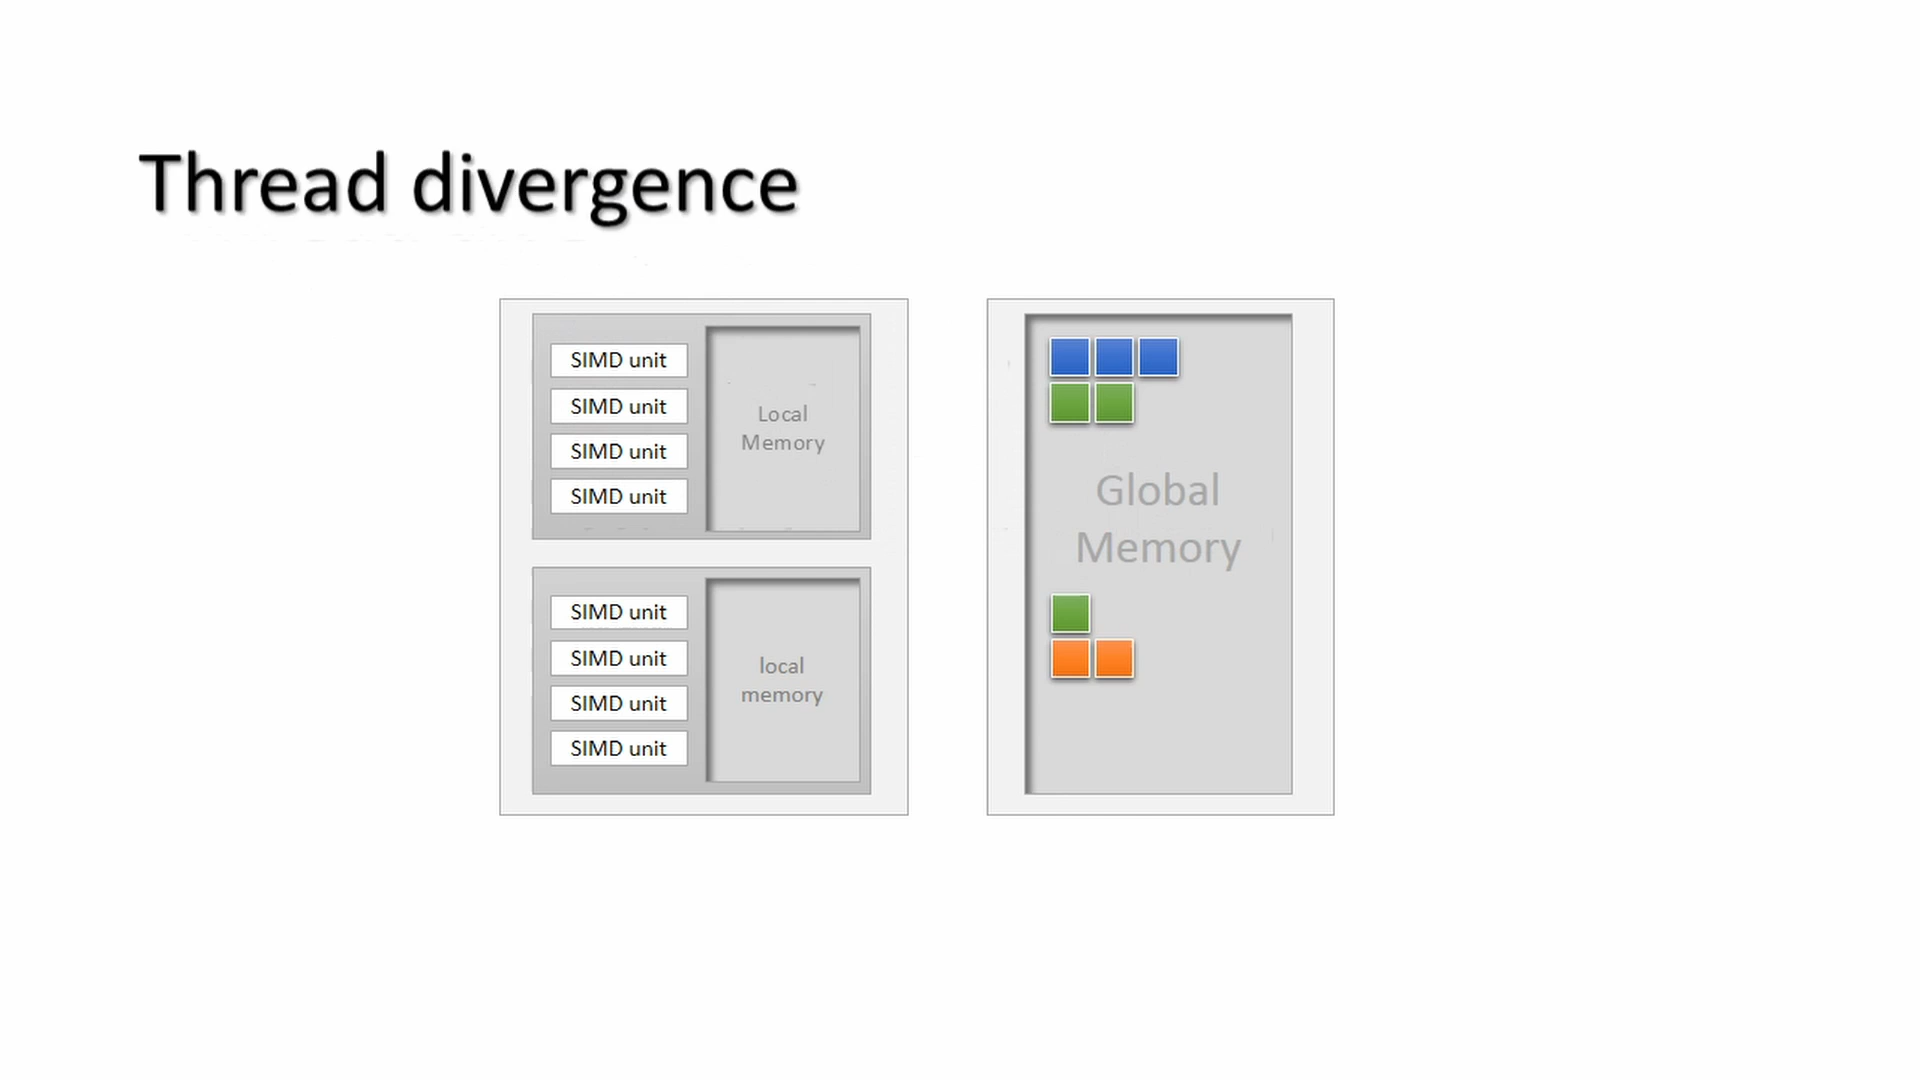 Thread divergence
SIMD unit
SIMD unit
SIMD unit
SIMD unit
Local
Memory
SIMD unit
SIMD unit
SIMD unit
SIMD unit
local
memory
Global
Memory